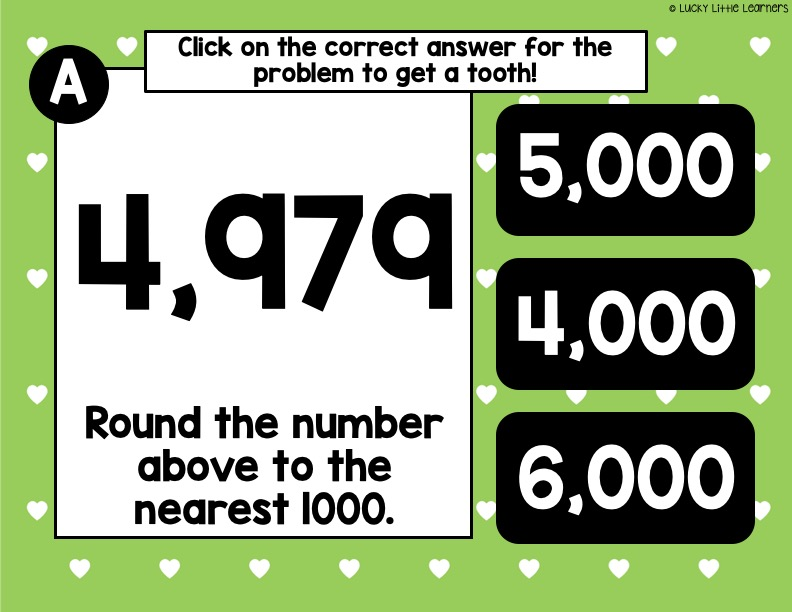 © Lucky Little Learners
Click on the correct answer for the
problem to get a tooth!
A
4,979
Round the number
above to the
nearest 1000.
5,000
4,000
6,000